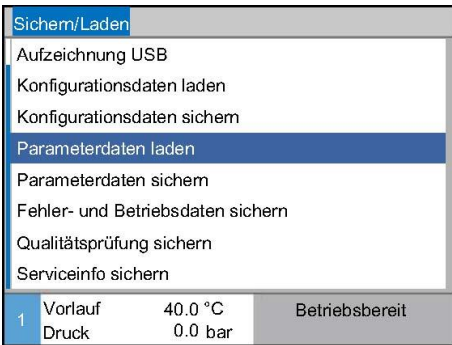 Sichern/Laden
Aufzeichnung USB
Konfigurationsdaten laden
Konfigurationsdaten sichern
Parameterdaten laden
Parameterdaten sichern
Fehler- und Betriebsdaten sichern
Qualitätsprüfung sichern
Serviceinfo sichern
1 Vorlauf 40.0 °C Betriebsbereit
Druck 0.0 bar